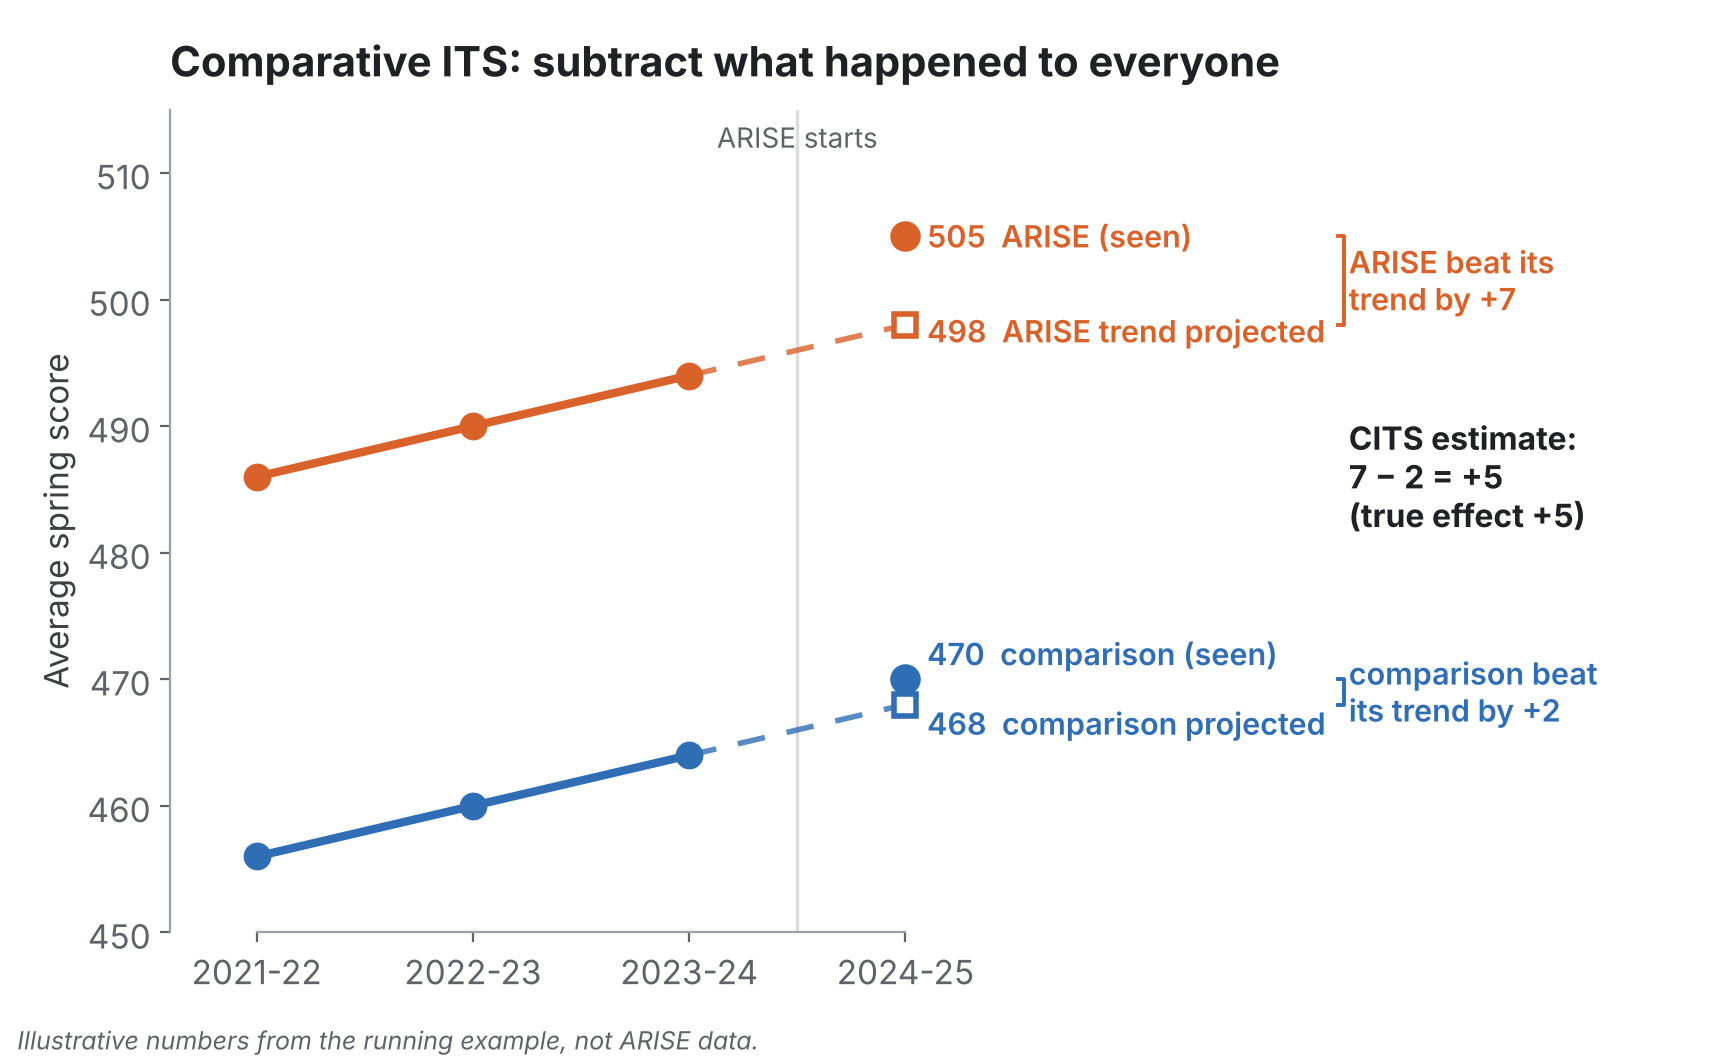 Comparative ITS: subtract what happened to everyone
ARISE starts
510
500
490
480
470
460
450
Average spring score
505 ARISE (seen)
498 ARISE trend projected
ARISE beat its
trend by +7
CITS estimate:
7 − 2 = +5
(true effect +5)
470 comparison (seen)
468 comparison projected
comparison beat
its trend by +2
2021-22 2022-23 2023-24 2024-25
Illustrative numbers from the running example, not ARISE data.